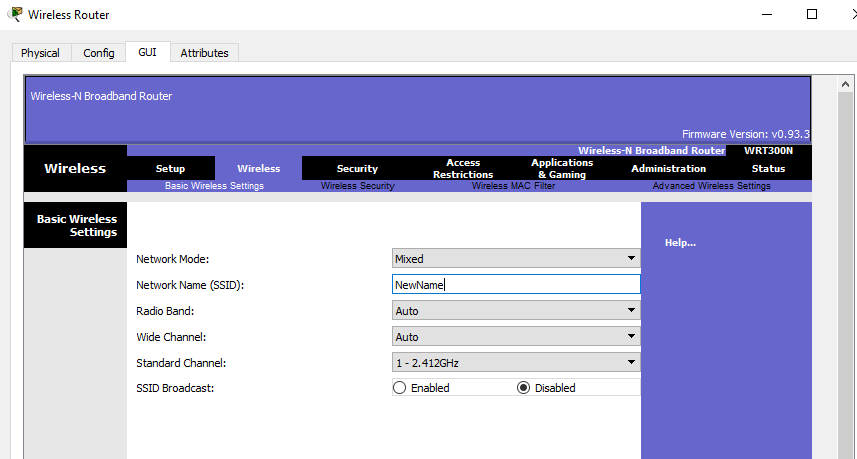 Wireless Router
Physical Config GUI Attributes
Wireless-N Broadband Router
Firmware Version: v0.93.3
Wireless-N Broadband Router WRT300N
Wireless
Setup Wireless Security Access Restrictions Applications & Gaming Administration Status
Basic Wireless Settings Wireless Security Wireless MAC Filter Advanced Wireless Settings
Basic Wireless
Settings
Help...
Network Mode: Mixed
Network Name (SSID): NewName
Radio Band: Auto
Wide Channel: Auto
Standard Channel: 1 - 2.412GHz
SSID Broadcast: Enabled Disabled